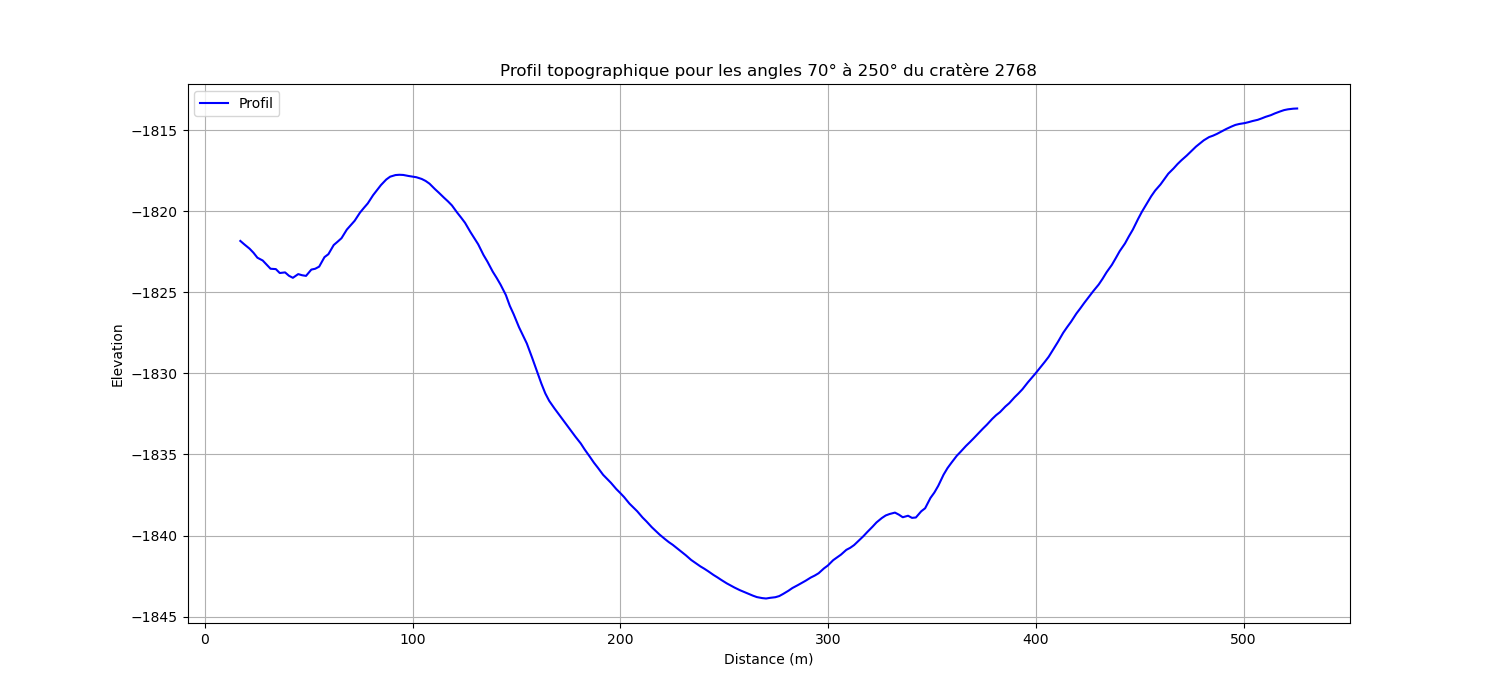 Profil topographique pour les angles 70° à 250° du cratère 2768
Profil
−1815
−1820
−1825
−1830
−1835
−1840
−1845
Elevation
0 100 200 300 400 500
Distance (m)